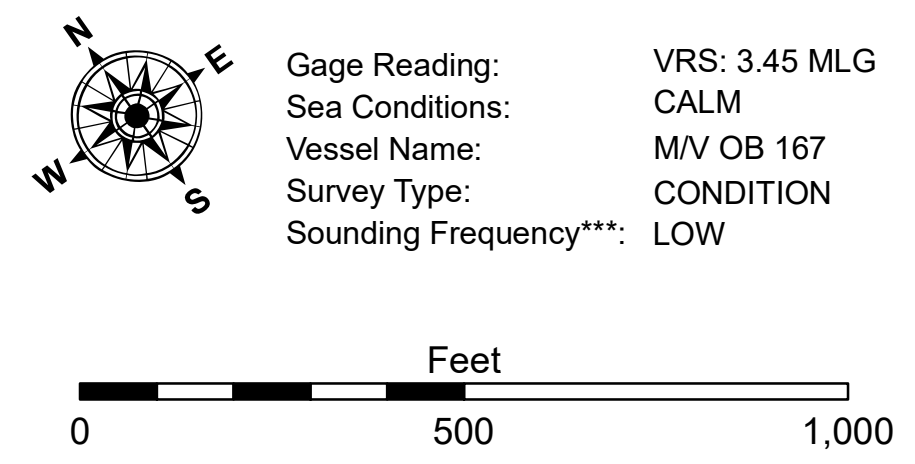 N
E
W
S
Gage Reading: VRS: 3.45 MLG
Sea Conditions: CALM
Vessel Name: M/V OB 167
Survey Type: CONDITION
Sounding Frequency***: LOW
Feet
0 500 1,000